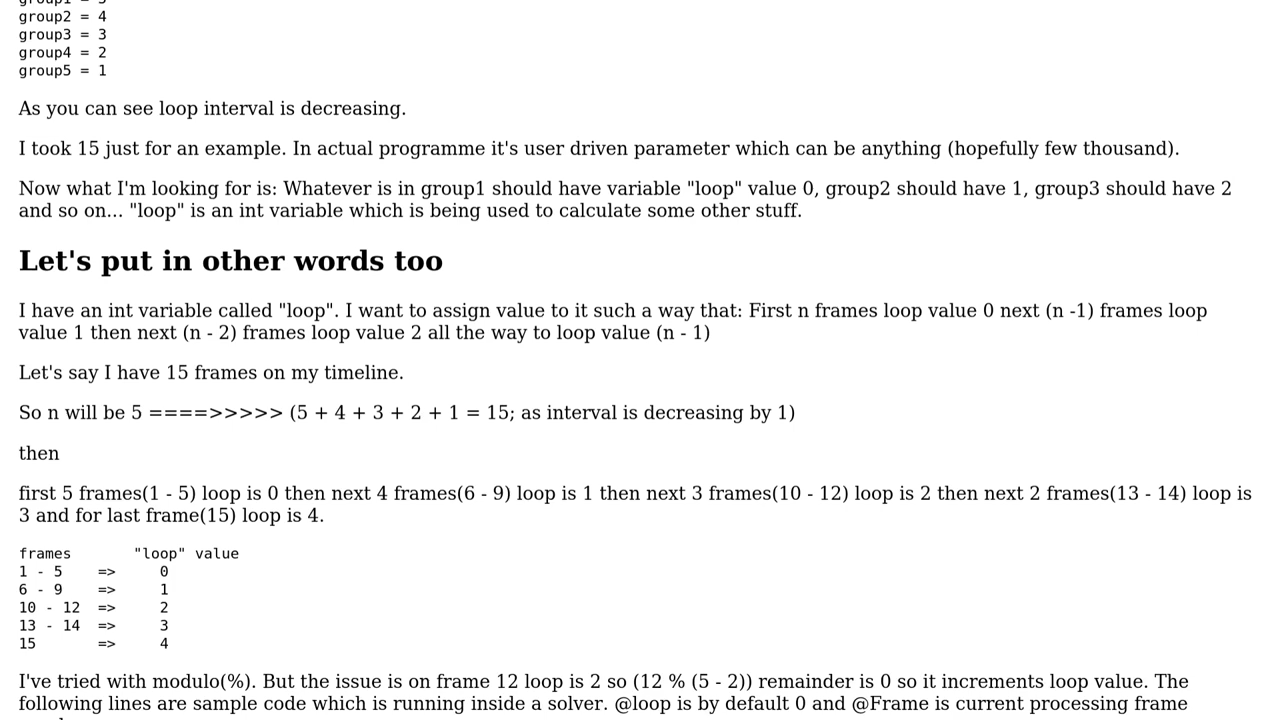 group2 = 4
group3 = 3
group4 = 2
group5 = 1
As you can see loop interval is decreasing.
I took 15 just for an example. In actual programme it's user driven parameter which can be anything (hopefully few thousand).
Now what I'm looking for is: Whatever is in group1 should have variable "loop" value 0, group2 should have 1, group3 should have 2
and so on... "loop" is an int variable which is being used to calculate some other stuff.
Let's put in other words too
I have an int variable called "loop". I want to assign value to it such a way that: First n frames loop value 0 next (n -1) frames loop
value 1 then next (n - 2) frames loop value 2 all the way to loop value (n - 1)
Let's say I have 15 frames on my timeline.
So n will be 5 ====>>>>> (5 + 4 + 3 + 2 + 1 = 15; as interval is decreasing by 1)
then
first 5 frames(1 - 5) loop is 0 then next 4 frames(6 - 9) loop is 1 then next 3 frames(10 - 12) loop is 2 then next 2 frames(13 - 14) loop is
3 and for last frame(15) loop is 4.
frames       "loop" value
1 - 5    =>     0
6 - 9    =>     1
10 - 12  =>     2
13 - 14  =>     3
15       =>     4
I've tried with modulo(%). But the issue is on frame 12 loop is 2 so (12 % (5 - 2)) remainder is 0 so it increments loop value. The
following lines are sample code which is running inside a solver. @loop is by default 0 and @Frame is current processing frame